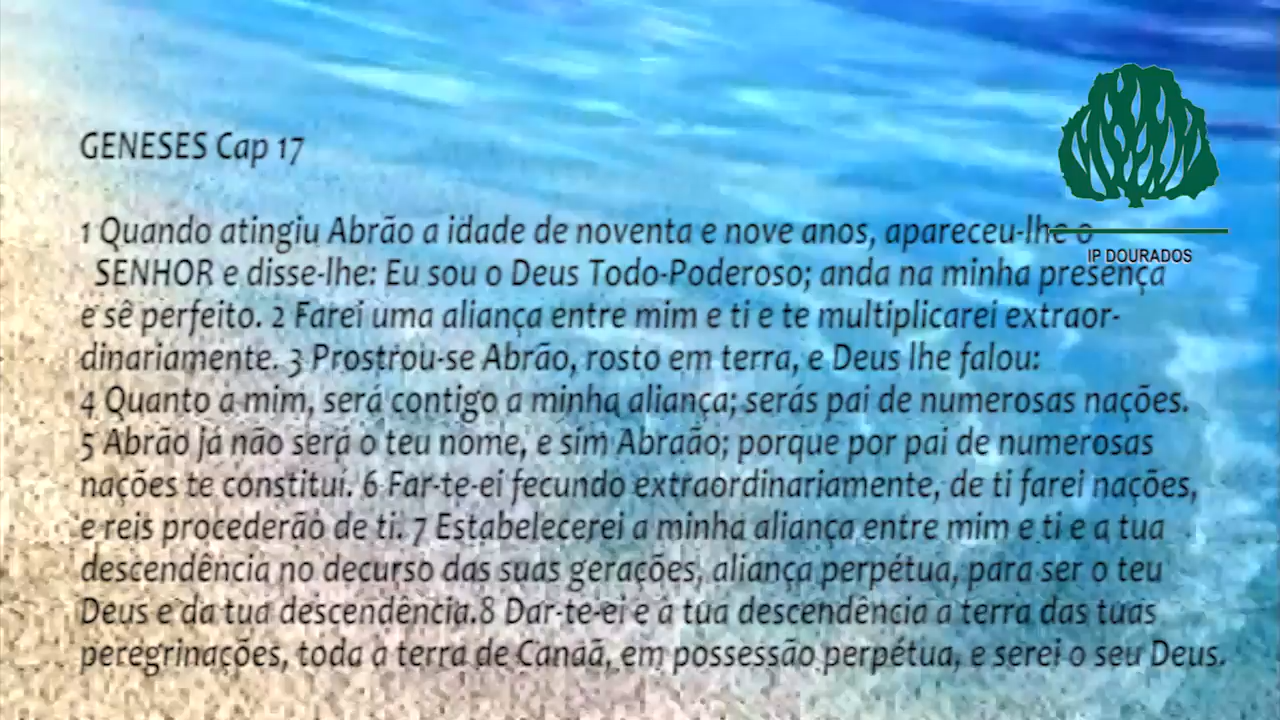 GENESES Cap 17
1 Quando atingiu Abrão a idade de noventa e nove anos, apareceu-lhe o
SENHOR e disse-lhe: Eu sou o Deus Todo-Poderoso; anda na minha presença
e sê perfeito. 2 Farei uma aliança entre mim e ti e te multiplicarei extraor-
dinariamente. 3 Prostrou-se Abrão, rosto em terra, e Deus lhe falou:
4 Quanto a mim, será contigo a minha aliança; serás pai de numerosas nações.
5 Abrão já não será o teu nome, e sim Abraão; porque por pai de numerosas
nações te constituí. 6 Far-te-ei fecundo extraordinariamente, de ti farei nações,
e reis procederão de ti. 7 Estabelecerei a minha aliança entre mim e ti e a tua
descendência no decurso das suas gerações, aliança perpétua, para ser o teu
Deus e da tua descendência.8 Dar-te-ei e à tua descendência a terra das tuas
peregrinações, toda a terra de Canaã, em possessão perpétua, e serei o seu Deus.
IP DOURADOS